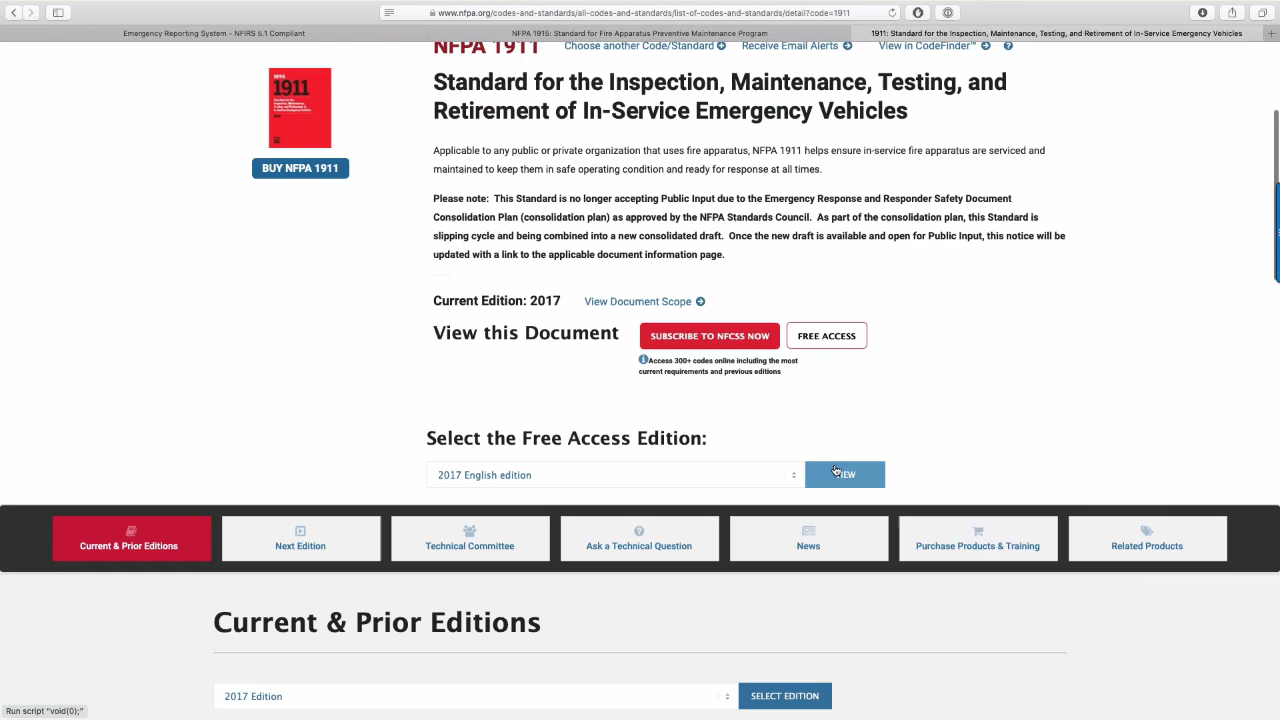 www.nfpa.org/codes-and-standards/all-codes-and-standards/list-of-codes-and-standards/detail?code=1911
Emergency Reporting System - NFIRS 5.1 Compliant
NFPA 1915: Standard for Fire Apparatus Preventive Maintenance Program
1911: Standard for the Inspection, Maintenance, Testing, and Retirement of In-Service Emergency Vehicles
NFPA 1911
Choose another Code/Standard
Receive Email Alerts
View in CodeFinder™
NFPA
1911
BUY NFPA 1911
Standard for the Inspection, Maintenance, Testing, and
Retirement of In-Service Emergency Vehicles
Applicable to any public or private organization that uses fire apparatus, NFPA 1911 helps ensure in-service fire apparatus are serviced and
maintained to keep them in safe operating condition and ready for response at all times.
Please note: This Standard is no longer accepting Public Input due to the Emergency Response and Responder Safety Document
Consolidation Plan (consolidation plan) as approved by the NFPA Standards Council. As part of the consolidation plan, this Standard is
slipping cycle and being combined into a new consolidated draft. Once the new draft is available and open for Public Input, this notice will be
updated with a link to the applicable document information page.
Current Edition: 2017
View Document Scope
View this Document
SUBSCRIBE TO NFCSS NOW
FREE ACCESS
Access 300+ codes online including the most
current requirements and previous editions
Select the Free Access Edition:
2017 English edition
Current & Prior Editions
Next Edition
Technical Committee
Ask a Technical Question
News
Purchase Products & Training
Related Products
Current & Prior Editions
2017 Edition
SELECT EDITION
Run script "void(0);"